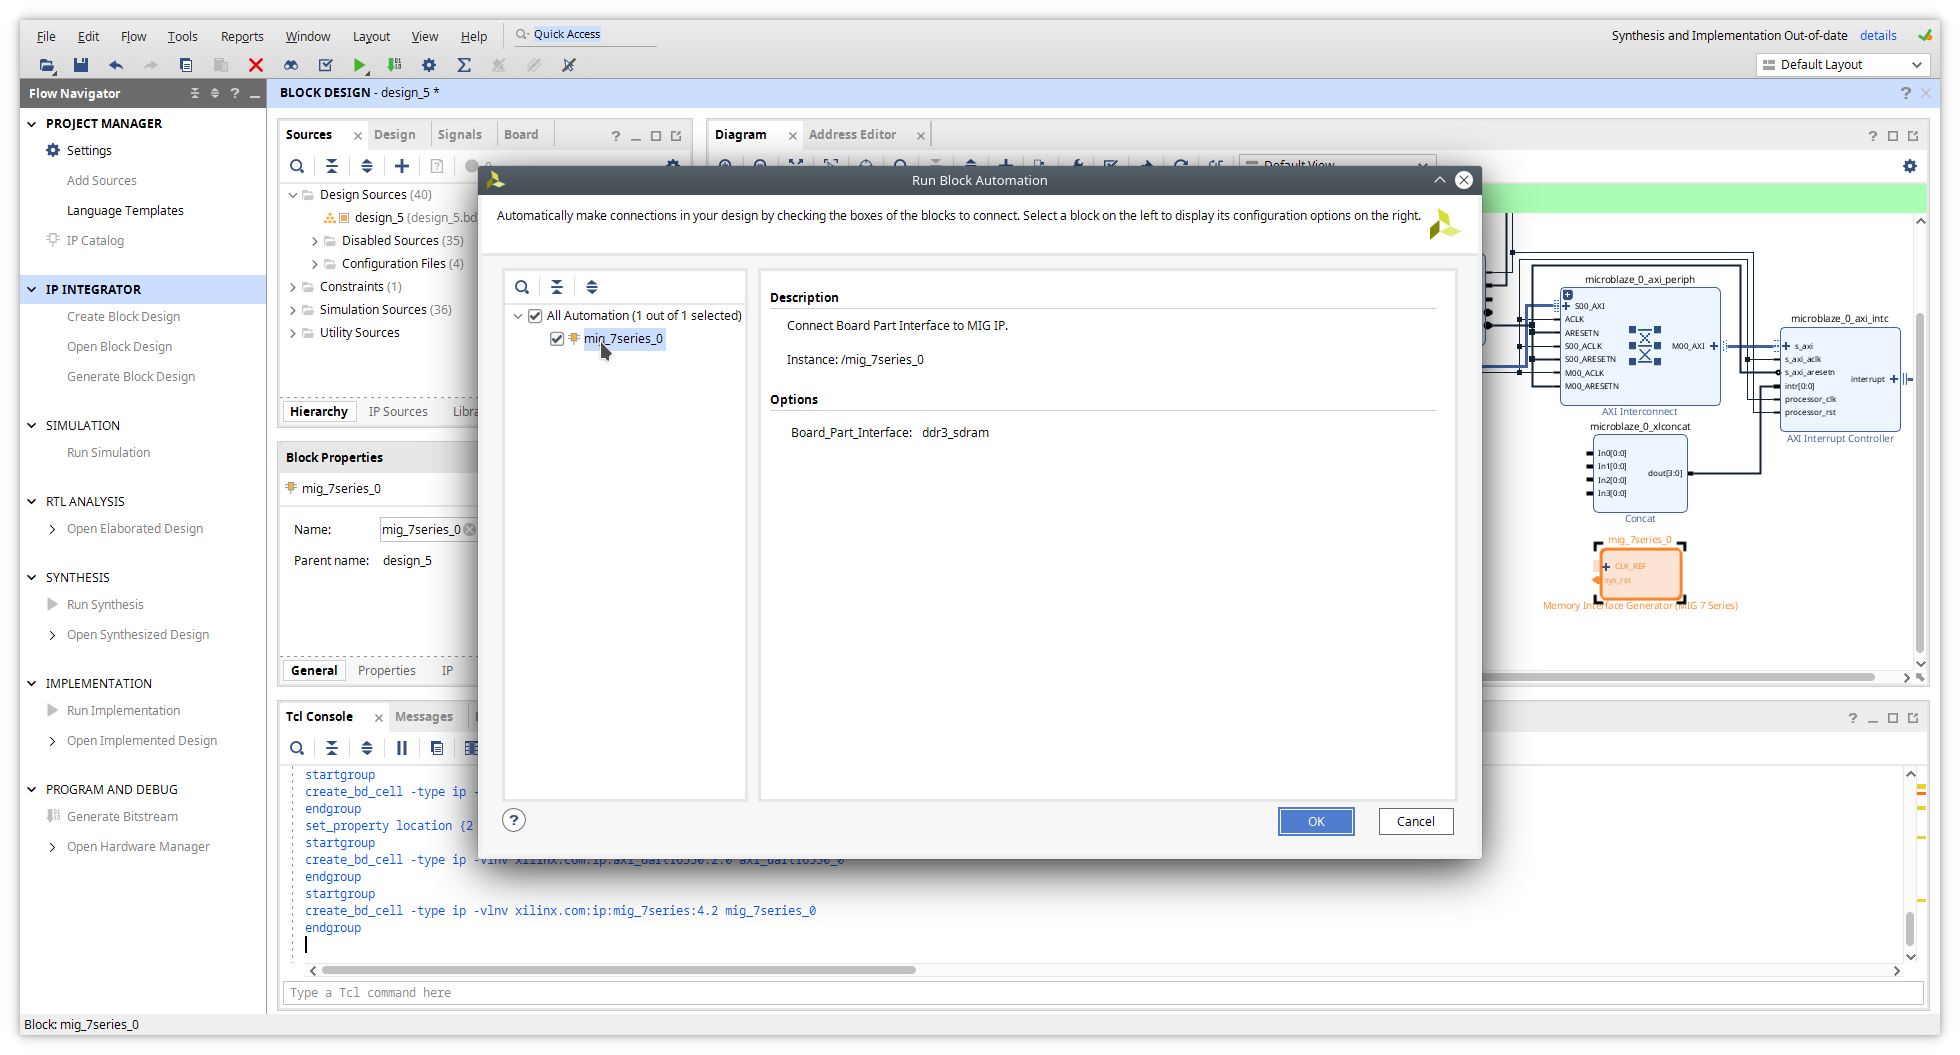 File Edit Flow Tools Reports Window Layout View Help Quick Access
Synthesis and Implementation Out-of-date details
Default Layout
Flow Navigator
BLOCK DESIGN - design_5 *
PROJECT MANAGER
Settings
Add Sources
Language Templates
IP Catalog
IP INTEGRATOR
Create Block Design
Open Block Design
Generate Block Design
SIMULATION
Run Simulation
RTL ANALYSIS
Open Elaborated Design
SYNTHESIS
Run Synthesis
Open Synthesized Design
IMPLEMENTATION
Run Implementation
Open Implemented Design
PROGRAM AND DEBUG
Generate Bitstream
Open Hardware Manager
Sources Design Signals Board
Design Sources (40)
design_5 (design_5.bd
Disabled Sources (35)
Configuration Files (4)
Constraints (1)
Simulation Sources (36)
Utility Sources
Hierarchy IP Sources Libra
Block Properties
mig_7series_0
Name: mig_7series_0
Parent name: design_5
General Properties IP
Diagram Address Editor
Default View
Run Block Automation
Automatically make connections in your design by checking the boxes of the blocks to connect. Select a block on the left to display its configuration options on the right.
All Automation (1 out of 1 selected)
mig_7series_0
Description
Connect Board Part Interface to MIG IP.
Instance: /mig_7series_0
Options
Board_Part_Interface: ddr3_sdram
OK Cancel
microblaze_0_axi_periph
S00_AXI
ACLK
ARESETN
S00_ACLK
S00_ARESETN
M00_ACLK
M00_ARESETN
M00_AXI
AXI Interconnect
microblaze_0_axi_intc
s_axi
s_axi_aclk
s_axi_aresetn
intr[0:0]
processor_clk
processor_rst
interrupt
AXI Interrupt Controller
microblaze_0_xlconcat
In0[0:0]
In1[0:0]
In2[0:0]
In3[0:0]
dout[3:0]
Concat
mig_7series_0
CLK_REF
sys_rst
Memory Interface Generator (MIG 7 Series)
Tcl Console Messages
startgroup
create_bd_cell -type ip -
endgroup
set_property location {2
startgroup
create_bd_cell -type ip -vlnv xilinx.com:ip:axi_uart16550:2.0 axi_uart16550_0
endgroup
startgroup
create_bd_cell -type ip -vlnv xilinx.com:ip:mig_7series:4.2 mig_7series_0
endgroup
Type a Tcl command here
Block: mig_7series_0